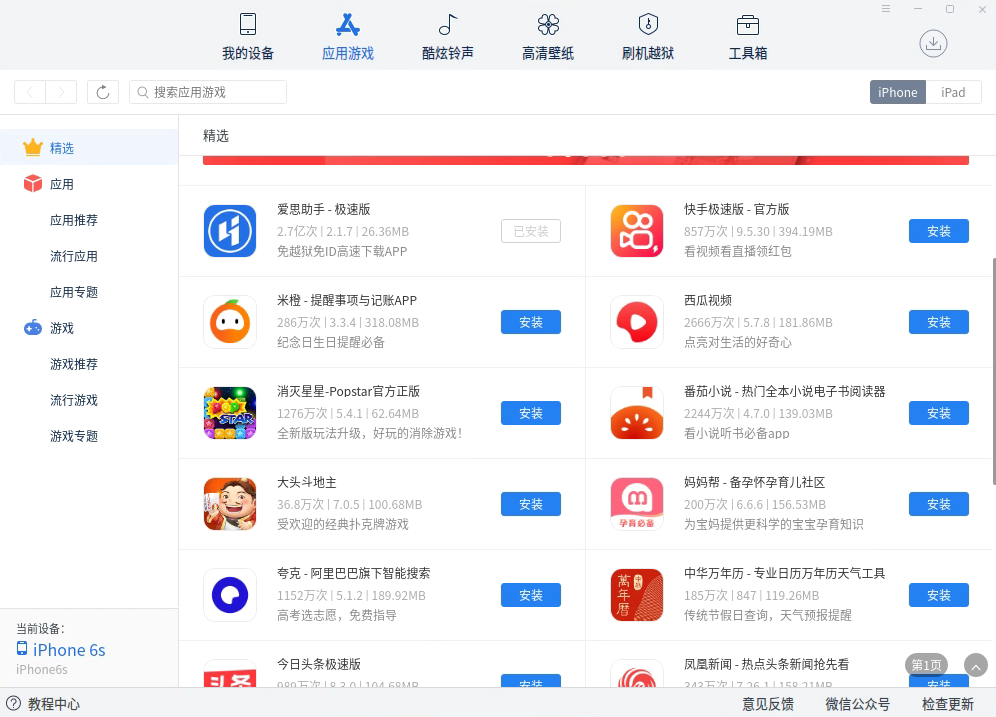 我的设备
应用游戏
酷炫铃声
高清壁纸
刷机越狱
工具箱
搜索应用游戏
iPhone
iPad
精选
应用
应用推荐
流行应用
应用专题
游戏
游戏推荐
流行游戏
游戏专题
当前设备：
iPhone 6s
iPhone6s
精选
爱思助手 - 极速版
2.7亿次 | 2.1.7 | 26.36MB
免越狱免ID高速下载APP
已安装
快手极速版 - 官方版
857万次 | 9.5.30 | 394.19MB
看视频看直播领红包
安装
米橙 - 提醒事项与记账APP
286万次 | 3.3.4 | 318.08MB
纪念日生日提醒必备
安装
西瓜视频
2666万次 | 5.7.8 | 181.86MB
点亮对生活的好奇心
安装
POP
STAR
消灭星星-Popstar官方正版
1276万次 | 5.4.1 | 62.64MB
全新版玩法升级，好玩的消除游戏！
安装
番茄小说 - 热门全本小说电子书阅读器
2244万次 | 4.7.0 | 139.03MB
看小说听书必备app
安装
大头斗地主
36.8万次 | 7.0.5 | 100.68MB
受欢迎的经典扑克牌游戏
安装
孕育必备
妈妈帮 - 备孕怀孕育儿社区
200万次 | 6.6.6 | 156.53MB
为宝妈提供更科学的宝宝孕育知识
安装
夸克 - 阿里巴巴旗下智能搜索
1152万次 | 5.1.2 | 189.92MB
高考选志愿，免费指导
安装
萬年曆
中华
中华万年历 - 专业日历万年历天气工具
185万次 | 847 | 119.26MB
传统节假日查询，天气预报提醒
安装
头条
今日头条极速版
989万次 | 8.3.0 | 104.68MB
安装
凤凰新闻 - 热点头条新闻抢先看
343万次 | 7.26.1 | 158.21MB
安装
第1页
教程中心
意见反馈
微信公众号
检查更新